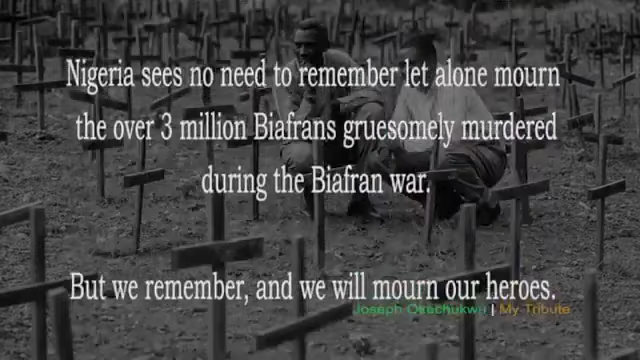 Nigeria sees no need to remember let alone mourn
the over 3 million Biafrans gruesomely murdered
during the Biafran war.
But we remember, and we will mourn our heroes.
Joseph Okechukwu | My Tribute